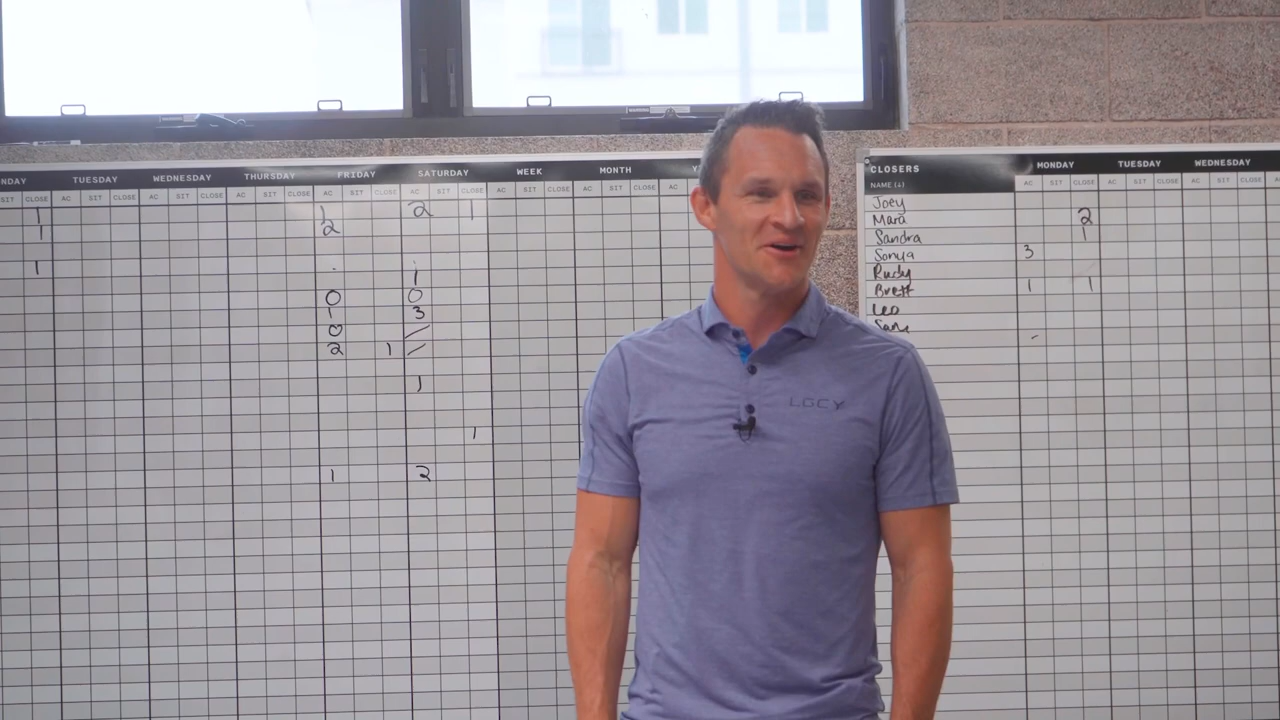 NDAY TUESDAY WEDNESDAY THURSDAY FRIDAY SATURDAY WEEK MONTH
SIT CLOSE AC SIT CLOSE AC SIT CLOSE AC SIT CLOSE AC SIT CLOSE AC SIT CLOSE AC SIT CLOSE AC SIT CLOSE AC
1 1 2 1
1 2
1 1
0 0
1 3
0 /
2 1 /
1
1
1 2
CLOSERS MONDAY TUESDAY WEDNESDAY
NAME (↓) AC SIT CLOSE AC SIT CLOSE AC SIT CLOSE
Joey
Mara 2
Sandra 1
Sonya 3
Rudy
Brett 1 1
Leo
Sam
LGCY